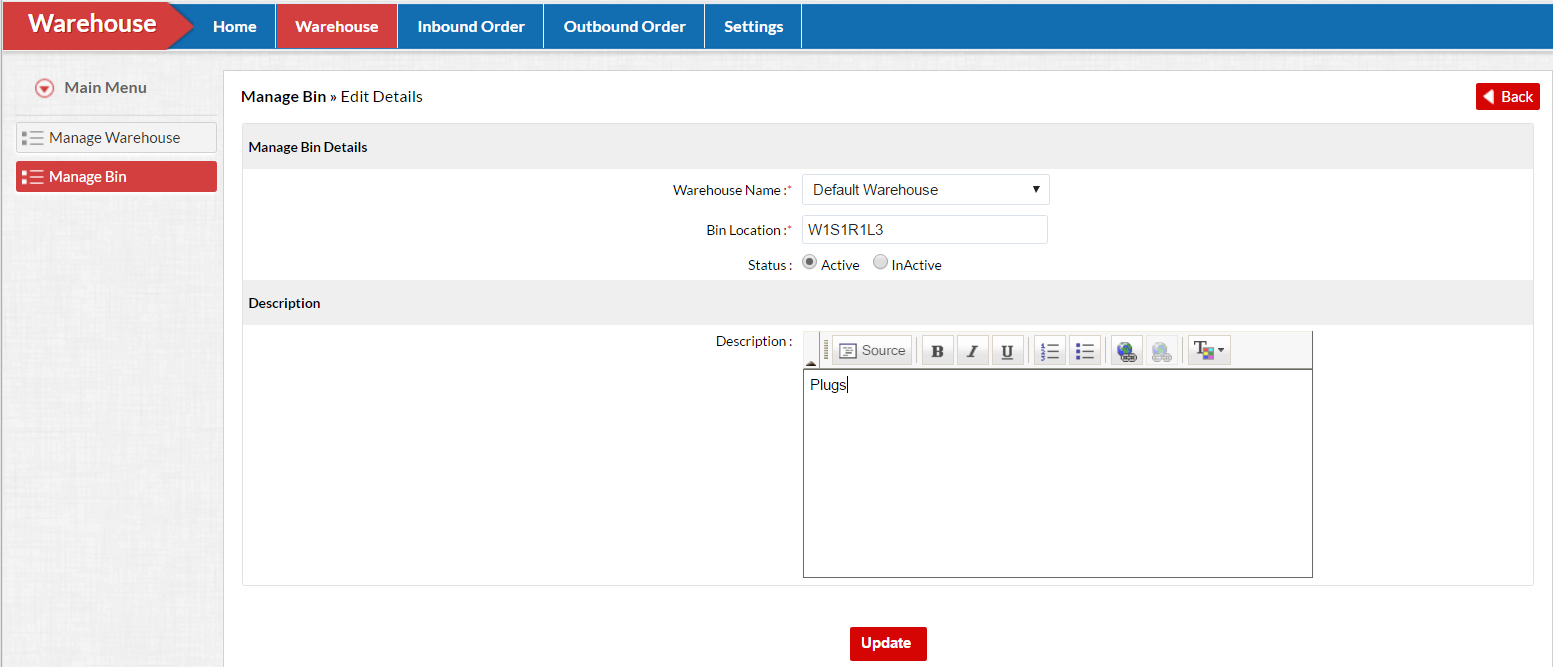 Warehouse
Home Warehouse Inbound Order Outbound Order Settings
Main Menu
Manage Warehouse
Manage Bin
Manage Bin » Edit Details
Back
Manage Bin Details
Warehouse Name :* Default Warehouse
Bin Location :* W1S1R1L3
Status : Active InActive
Description
Description :
Source B I U
Plugs
Update